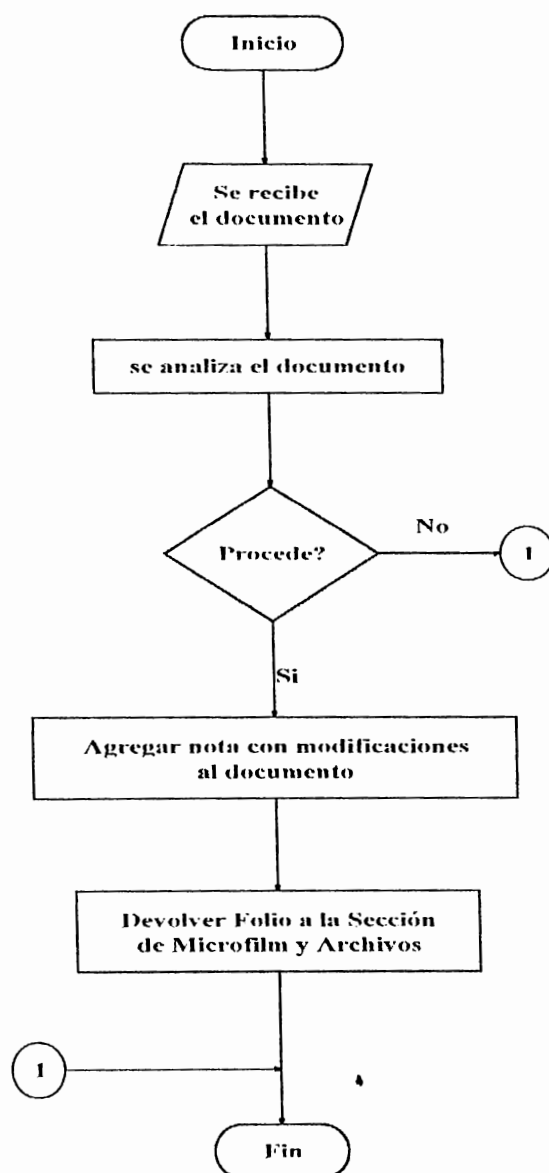 Inicio
Se recibe
el documento
se analiza el documento
Procede?
No
1
Si
Agregar nota con modificaciones
al documento
Devolver Folio a la Sección
de Microfilm y Archivos
1
Fin